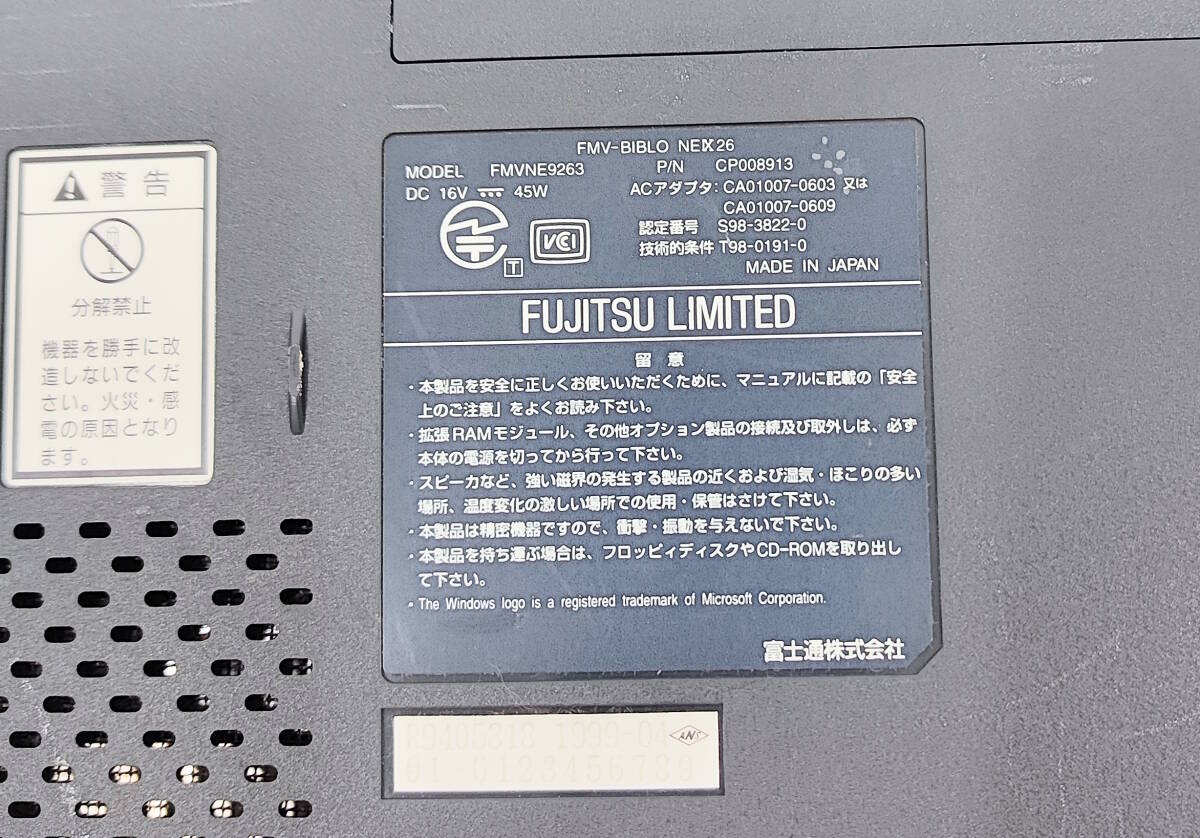 警告
分解禁止
機器を勝手に改
造しないでくだ
さい。火災・感
電の原因となり
ます。
FMV-BIBLO NEⅨ26
MODEL FMVNE9263 P/N CP008913
DC 16V 45W ACアダプタ: CA01007-0603 又は
CA01007-0609
認定番号 S98-3822-0
技術的条件 T98-0191-0
MADE IN JAPAN
T
VCI
FUJITSU LIMITED
留意
・本製品を安全に正しくお使いいただくために、マニュアルに記載の「安全
上のご注意」をよくお読み下さい。
・拡張RAMモジュール、その他オプション製品の接続及び取外しは、必ず
本体の電源を切ってから行って下さい。
・スピーカなど、強い磁界の発生する製品の近くおよび湿気・ほこりの多い
場所、温度変化の激しい場所での使用・保管はさけて下さい。
・本製品は精密機器ですので、衝撃・振動を与えないで下さい。
・本製品を持ち運ぶ場合は、フロッピィディスクやCD-ROMを取り出し
て下さい。
・The Windows logo is a registered trademark of Microsoft Corporation.
富士通株式会社
1999-04 ANS